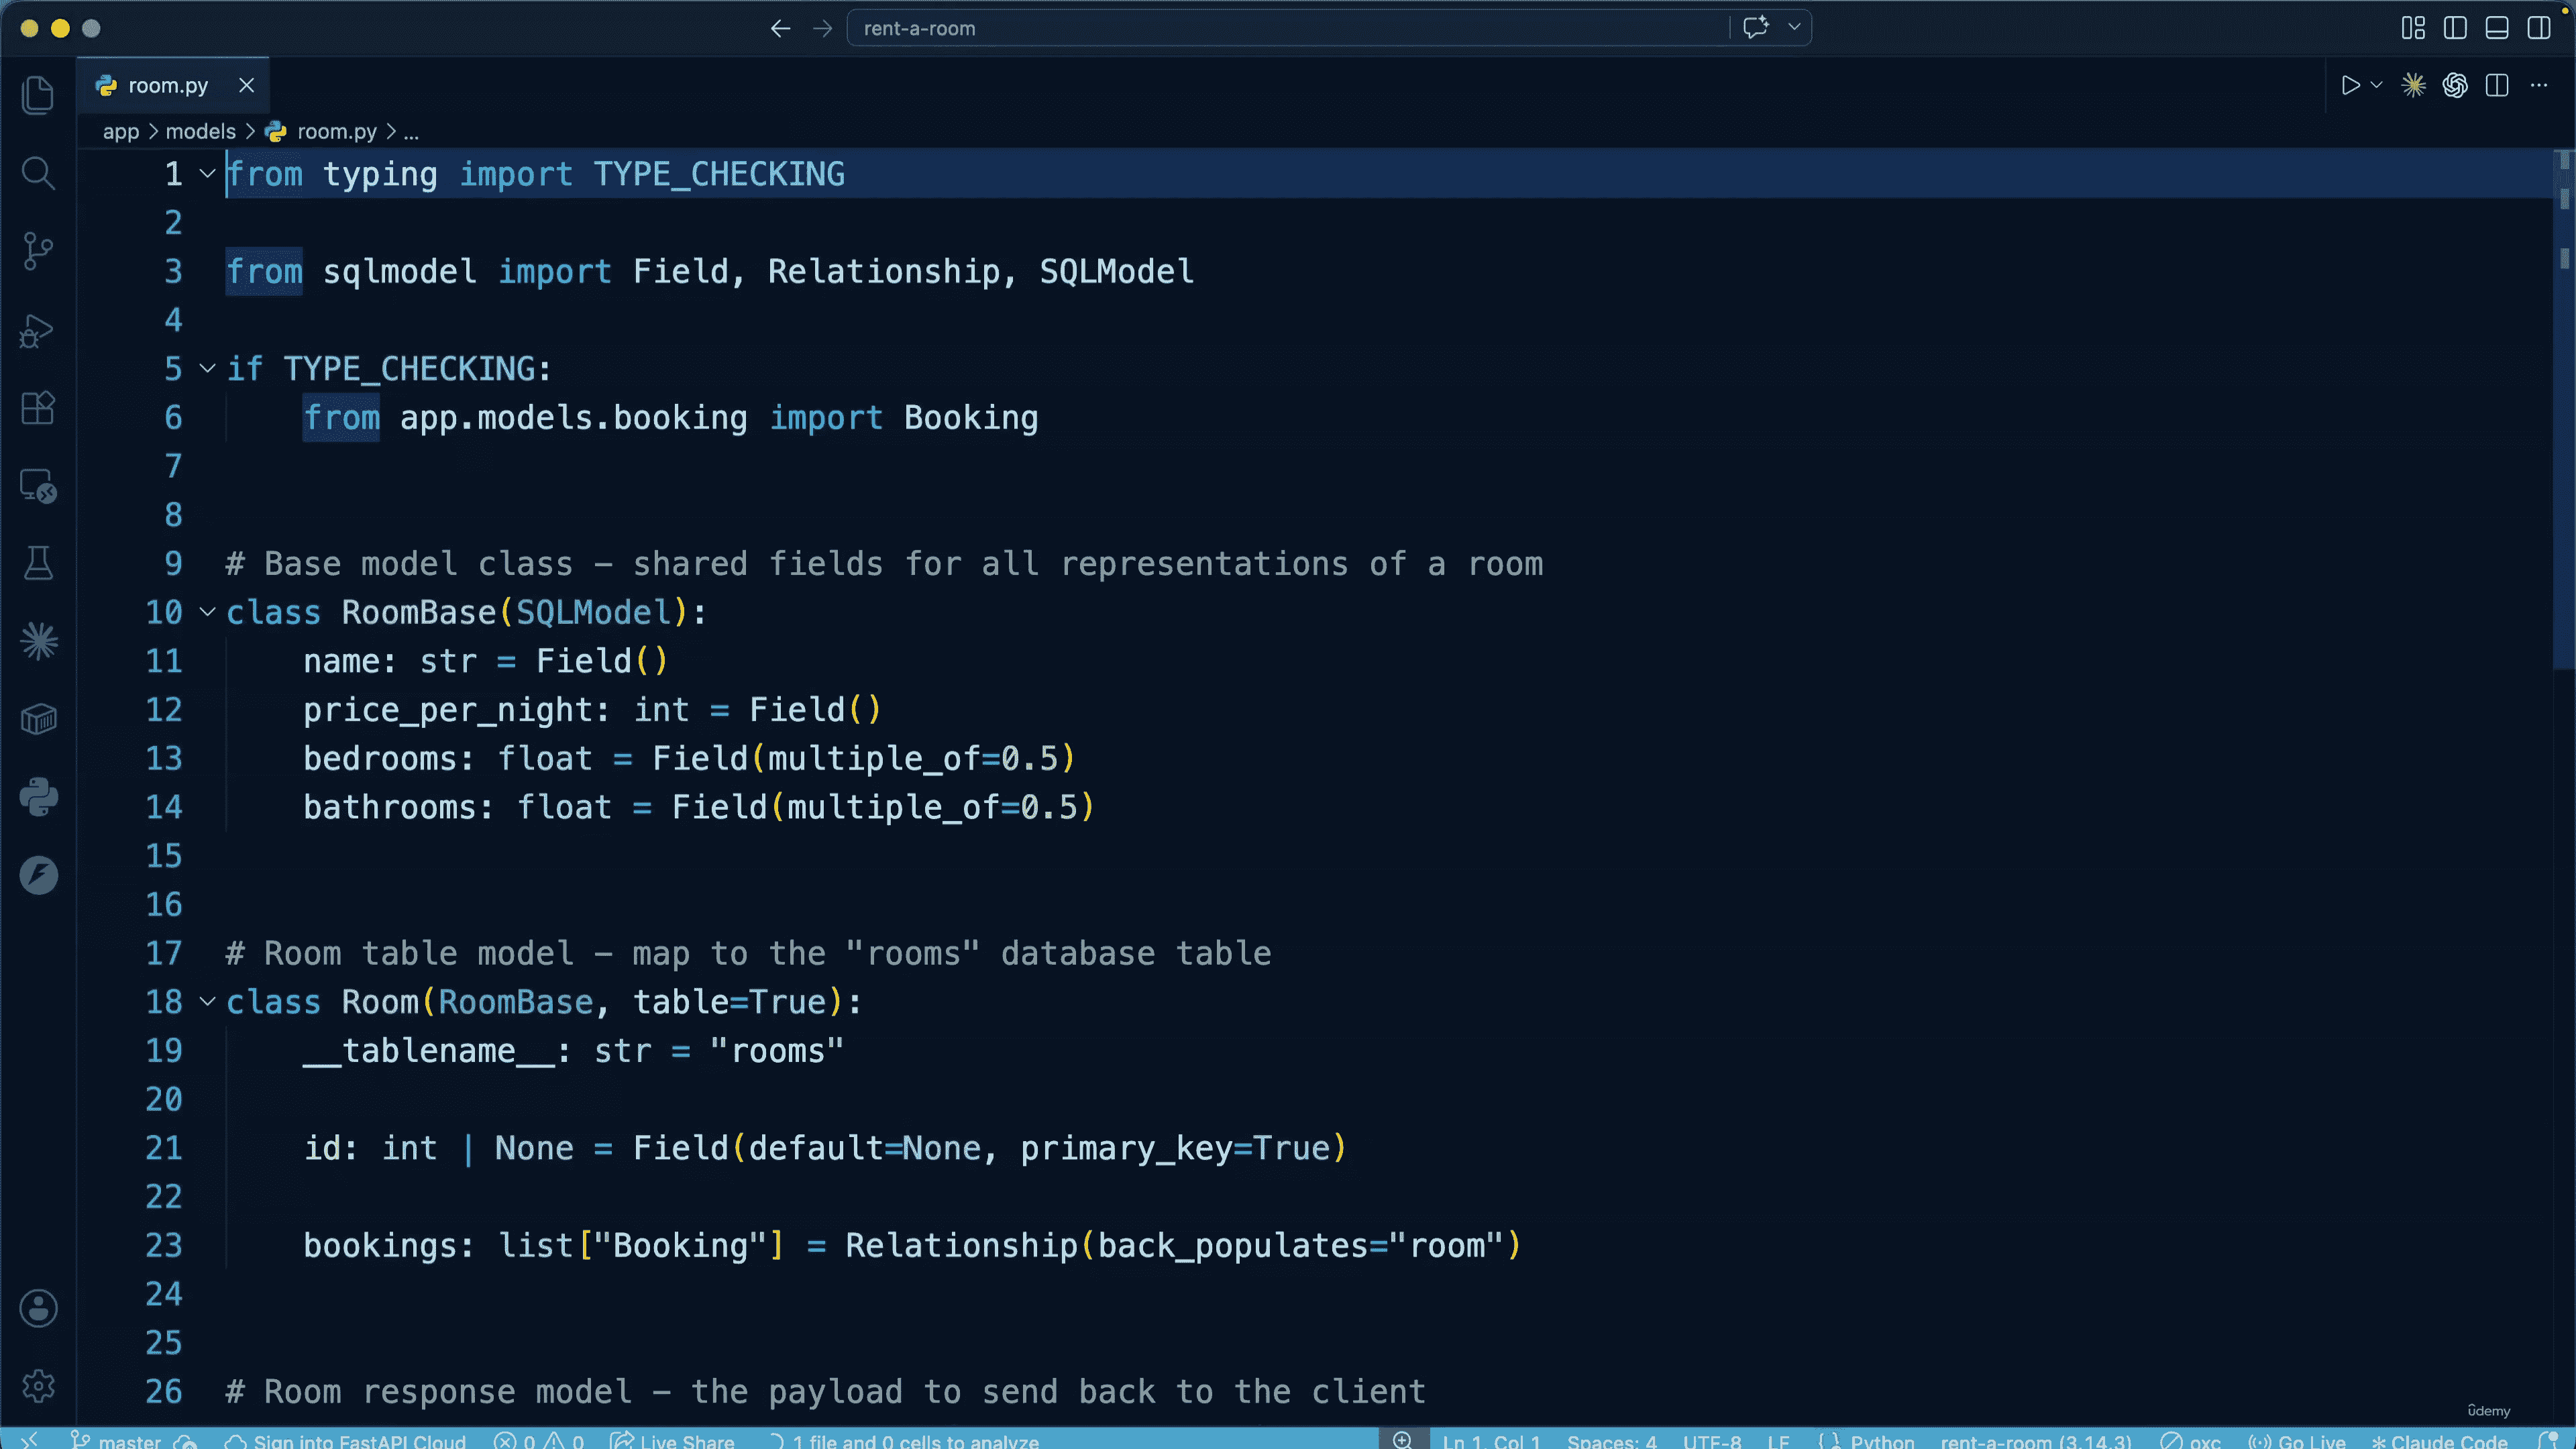 rent-a-room
room.py
app > models > room.py > ...
1 from typing import TYPE_CHECKING
2
3 from sqlmodel import Field, Relationship, SQLModel
4
5 if TYPE_CHECKING:
6 from app.models.booking import Booking
7
8
9 # Base model class – shared fields for all representations of a room
10 class RoomBase(SQLModel):
11 name: str = Field()
12 price_per_night: int = Field()
13 bedrooms: float = Field(multiple_of=0.5)
14 bathrooms: float = Field(multiple_of=0.5)
15
16
17 # Room table model – map to the "rooms" database table
18 class Room(RoomBase, table=True):
19 __tablename__: str = "rooms"
20
21 id: int | None = Field(default=None, primary_key=True)
22
23 bookings: list["Booking"] = Relationship(back_populates="room")
24
25
26 # Room response model – the payload to send back to the client
ûdemy
master Sign into FastAPI Cloud 0 0 Live Share 1 file and 0 cells to analyze Ln 1, Col 1 Spaces: 4 UTF-8 LF {} Python rent-a-room (3.14.3) oxc Go Live Claude Code